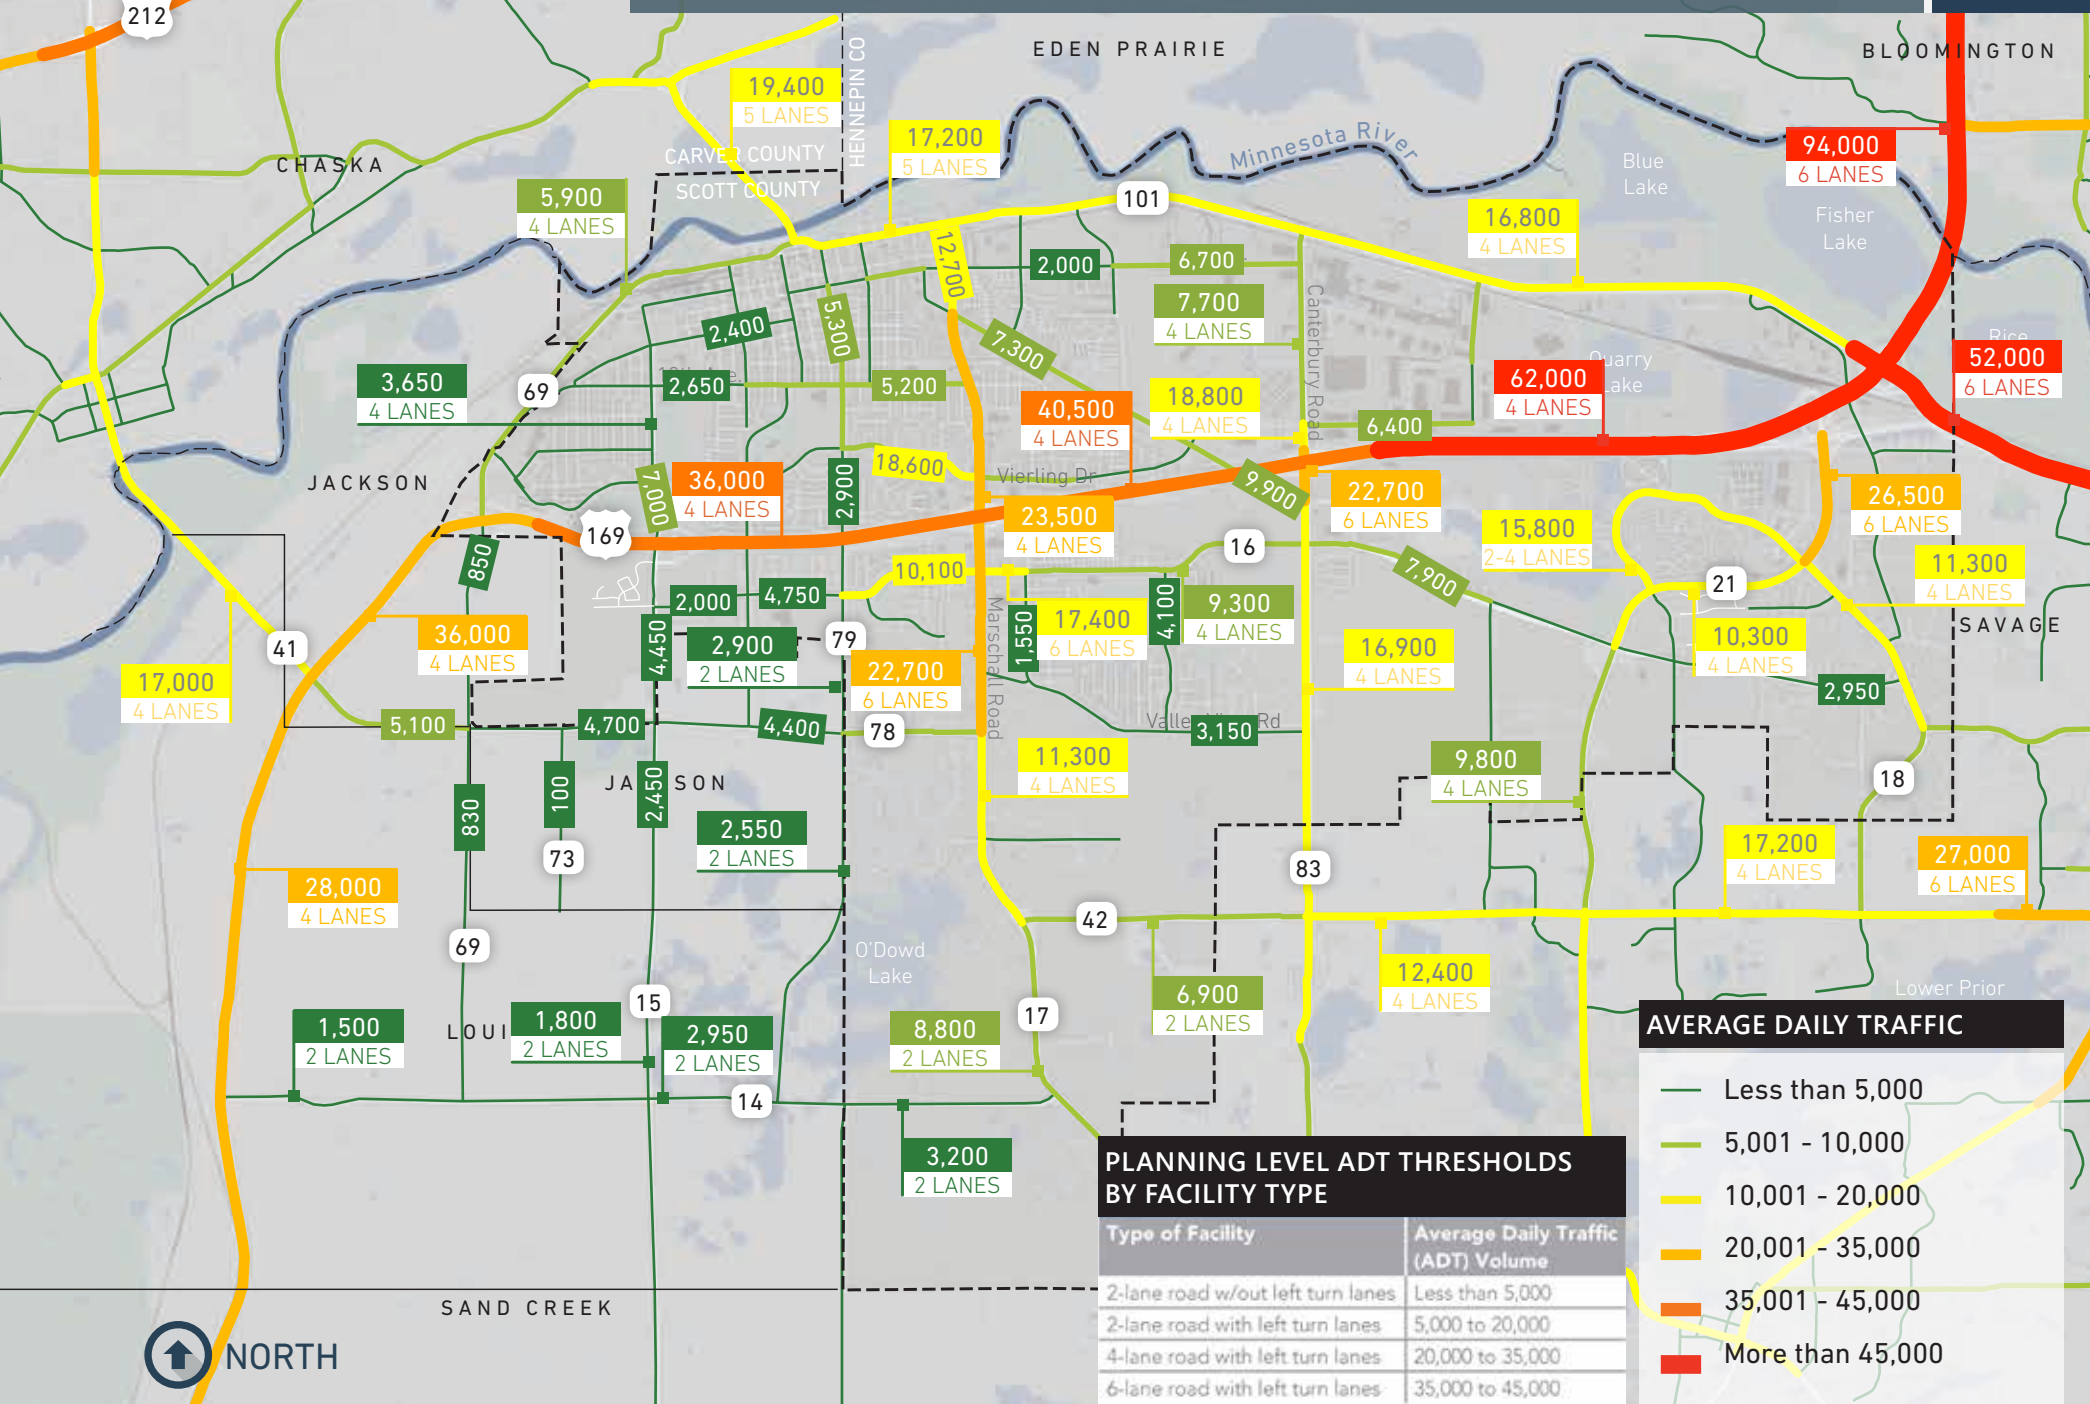 212
EDEN PRAIRIE
BLOOMINGTON
HENNEPIN CO
19,400
5 LANES
17,200
5 LANES
Minnesota River
94,000
6 LANES
CHASKA
CARVER COUNTY
SCOTT COUNTY
Blue
Lake
5,900
4 LANES
101
16,800
4 LANES
Fisher
Lake
12,700
2,000
6,700
7,700
4 LANES
Canterbury Road
2,400
5,300
7,300
Rice
Quarry
Lake
52,000
6 LANES
3,650
4 LANES
69
2,650
5,200
40,500
4 LANES
18,800
4 LANES
62,000
4 LANES
6,400
JACKSON
7,000
36,000
4 LANES
2,900
18,600
Vierling Dr
9,900
22,700
6 LANES
26,500
6 LANES
23,500
4 LANES
15,800
2-4 LANES
169
16
850
10,100
7,900
11,300
4 LANES
21
2,000
4,750
Marschall Road
1,550
17,400
6 LANES
4,100
9,300
4 LANES
36,000
4 LANES
41
4,450
2,900
2 LANES
79
16,900
4 LANES
10,300
4 LANES
SAVAGE
17,000
4 LANES
22,700
6 LANES
2,950
5,100
4,700
4,400
78
Valley View Rd
3,150
11,300
4 LANES
9,800
4 LANES
18
JACKSON
830
100
2,450
2,550
2 LANES
73
83
17,200
4 LANES
27,000
6 LANES
28,000
4 LANES
69
42
O'Dowd
Lake
12,400
4 LANES
15
6,900
2 LANES
Lower Prior
1,500
2 LANES
LOUI
1,800
2 LANES
2,950
2 LANES
8,800
2 LANES
17
14
3,200
2 LANES
SAND CREEK
NORTH
PLANNING LEVEL ADT THRESHOLDS
BY FACILITY TYPE
Type of Facility Average Daily Traffic
(ADT) Volume
2-lane road w/out left turn lanes Less than 5,000
2-lane road with left turn lanes 5,000 to 20,000
4-lane road with left turn lanes 20,000 to 35,000
6-lane road with left turn lanes 35,000 to 45,000
AVERAGE DAILY TRAFFIC
Less than 5,000
5,001 - 10,000
10,001 - 20,000
20,001 - 35,000
35,001 - 45,000
More than 45,000